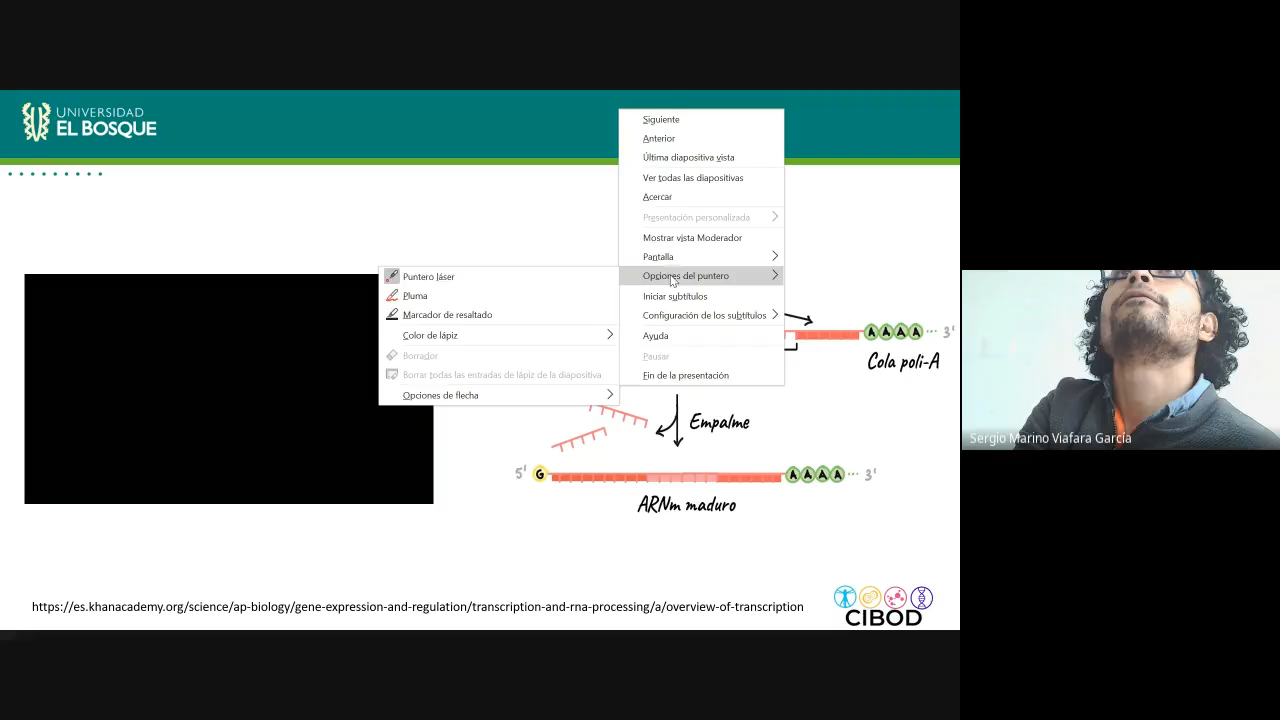 UNIVERSIDAD
EL BOSQUE
Siguiente
Anterior
Última diapositiva vista
Ver todas las diapositivas
Acercar
Presentación personalizada
Mostrar vista Moderador
Pantalla
Opciones del puntero
Iniciar subtítulos
Configuración de los subtítulos
Ayuda
Pausar
Fin de la presentación
Puntero láser
Pluma
Marcador de resaltado
Color de lápiz
Borrador
Borrar todas las entradas de lápiz de la diapositiva
Opciones de flecha
A A A A ... 3'
Cola poli-A
Empalme
5' G A A A A ... 3'
ARNm maduro
Sergio Marino Viafara García
https://es.khanacademy.org/science/ap-biology/gene-expression-and-regulation/transcription-and-rna-processing/a/overview-of-transcription
CIBOD